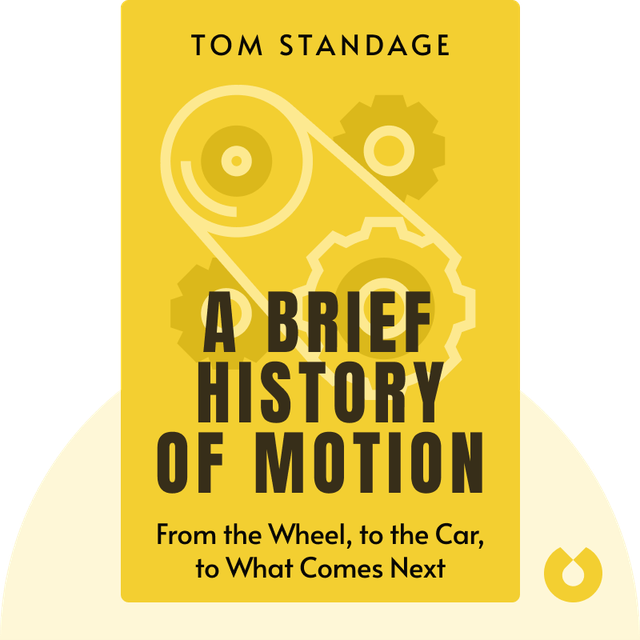 TOM STANDAGE
A BRIEF
HISTORY
OF MOTION
From the Wheel, to the Car,
to What Comes Next